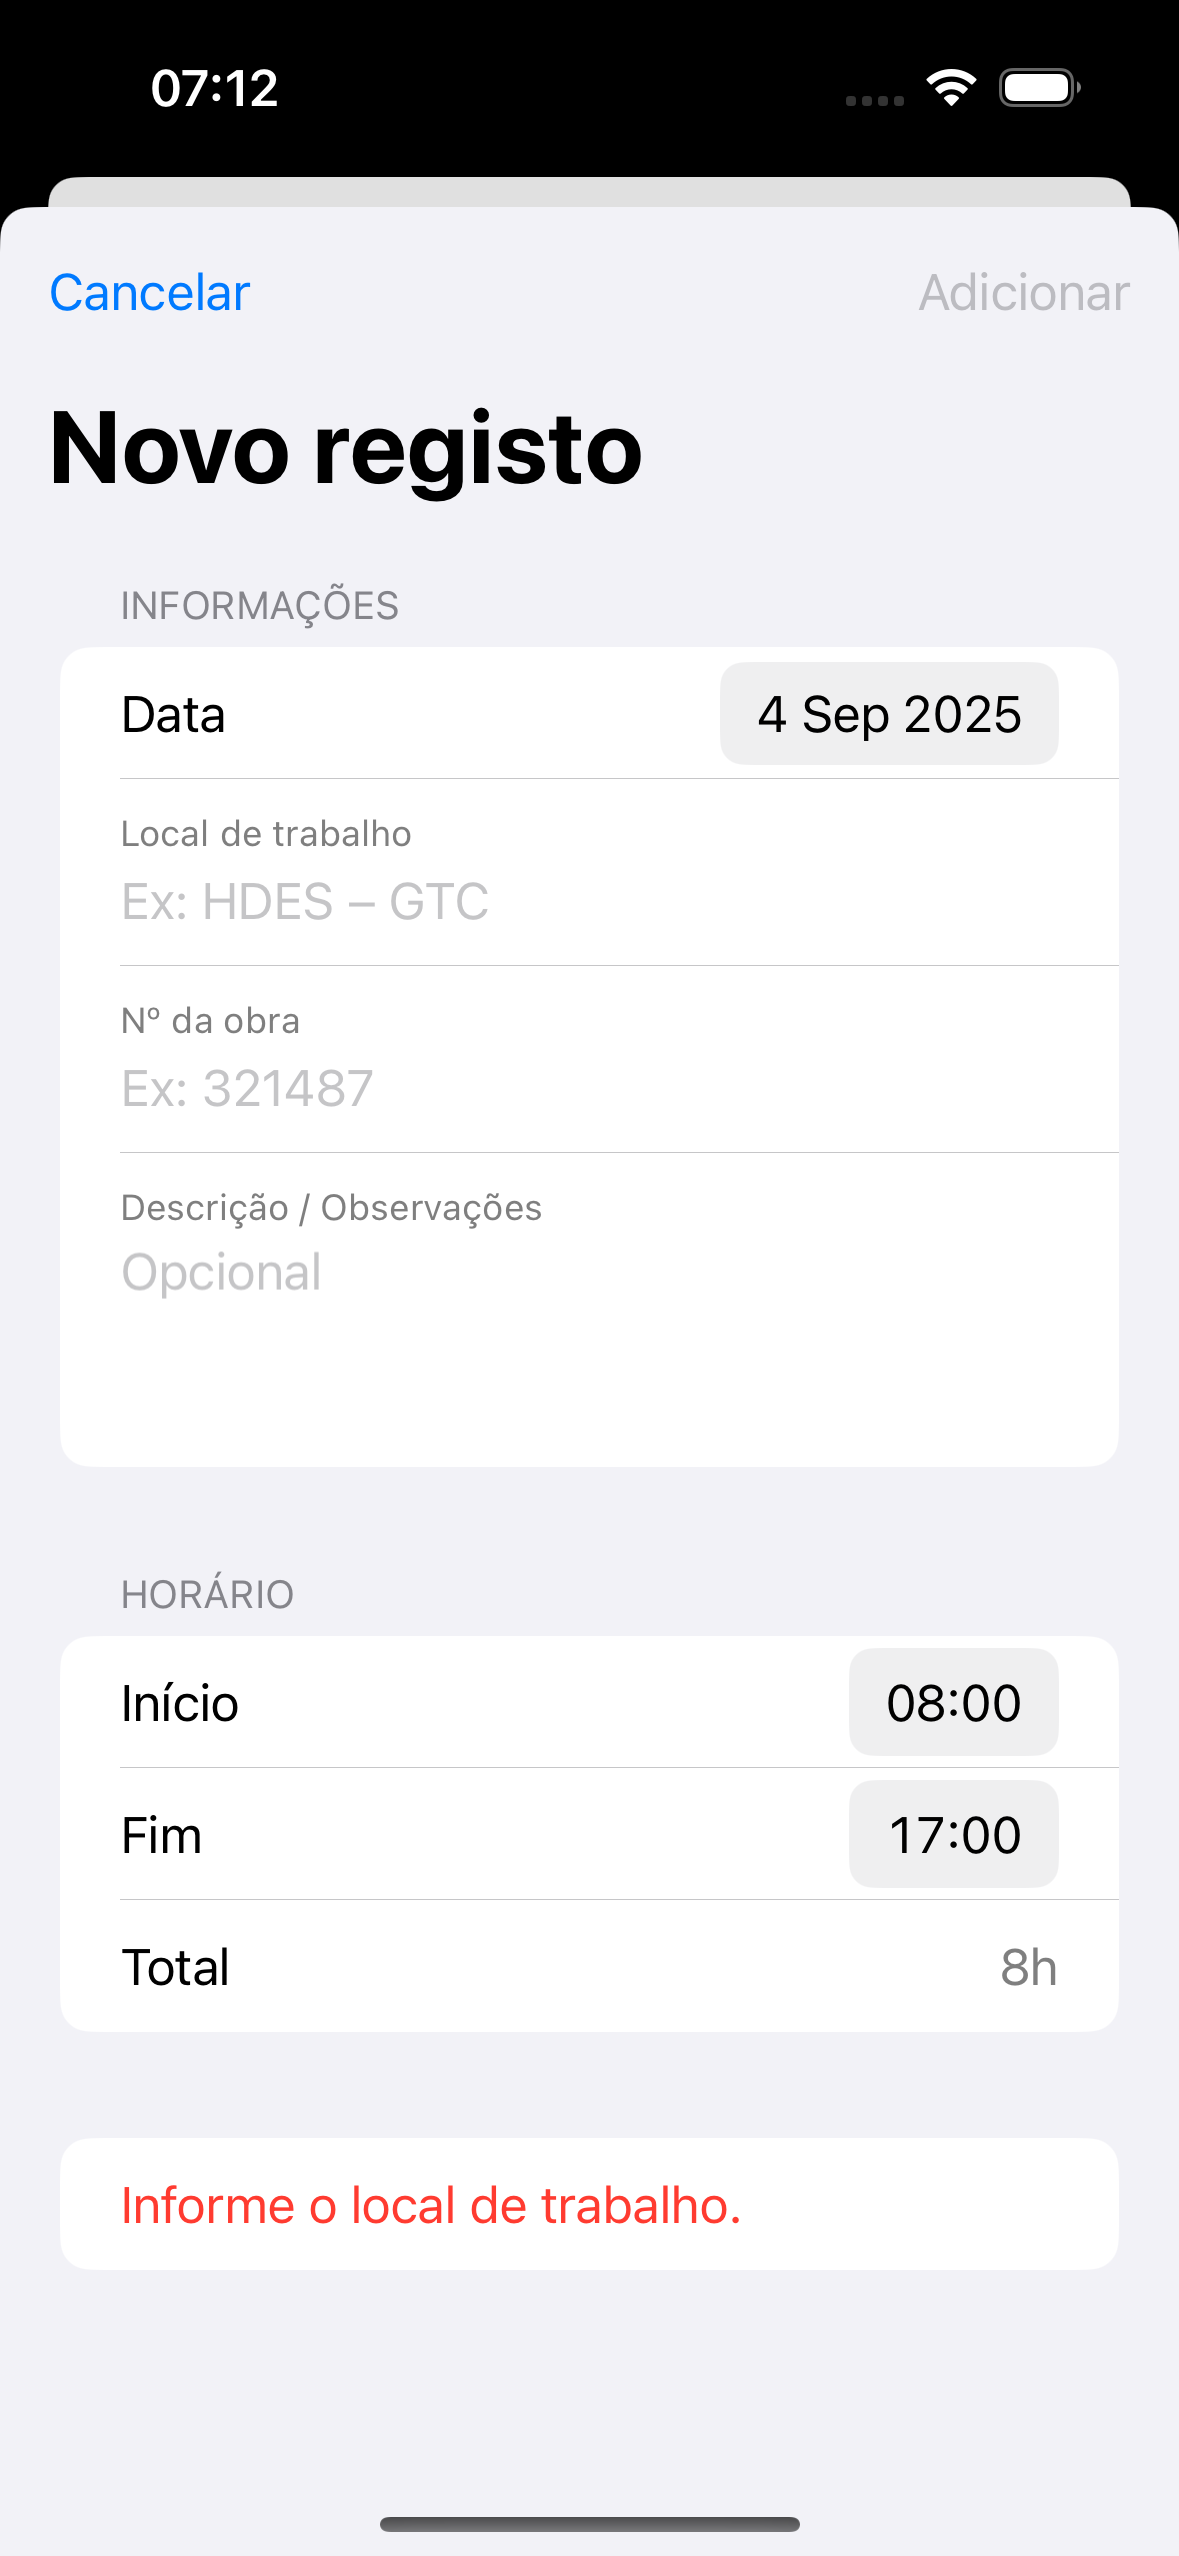 07:12
Cancelar
Adicionar
Novo registo
INFORMAÇÕES
Data
4 Sep 2025
Local de trabalho
Ex: HDES – GTC
Nº da obra
Ex: 321487
Descrição / Observações
Opcional
HORÁRIO
Início
08:00
Fim
17:00
Total
8h
Informe o local de trabalho.